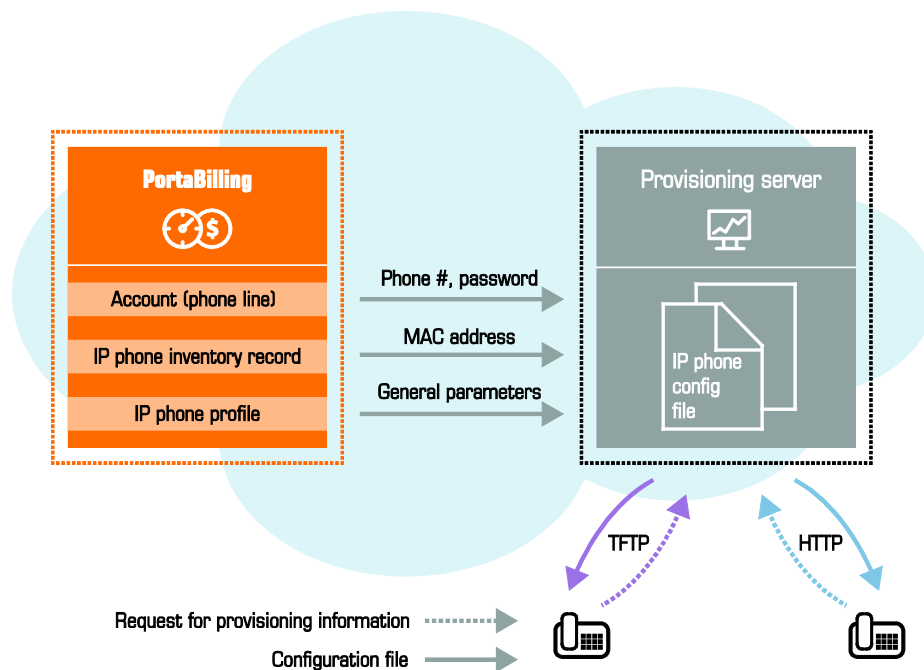 PortaBilling
$
Account (phone line)
IP phone inventory record
IP phone profile
Phone #, password
MAC address
General parameters
Provisioning server
IP phone
config
file
TFTP
HTTP
Request for provisioning information
Configuration file